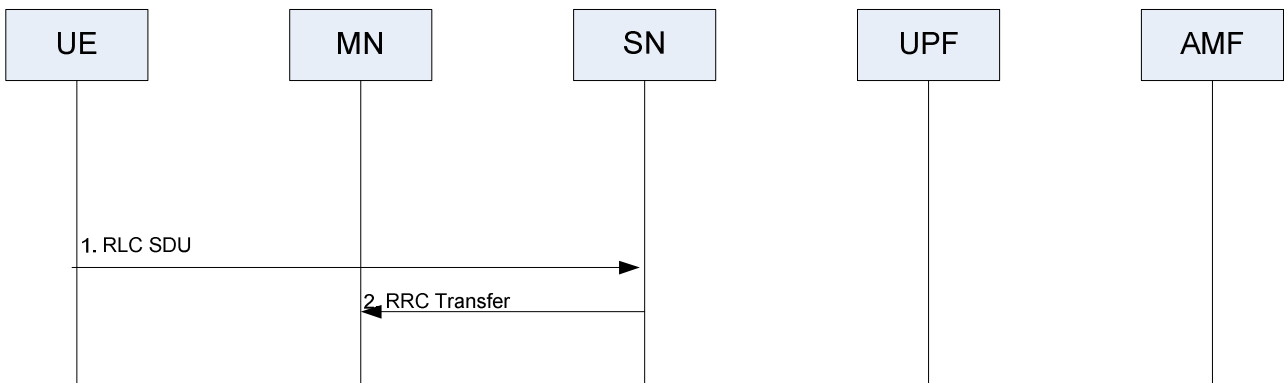 UE
MN
SN
UPF
AMF
1. RLC SDU
2. RRC Transfer